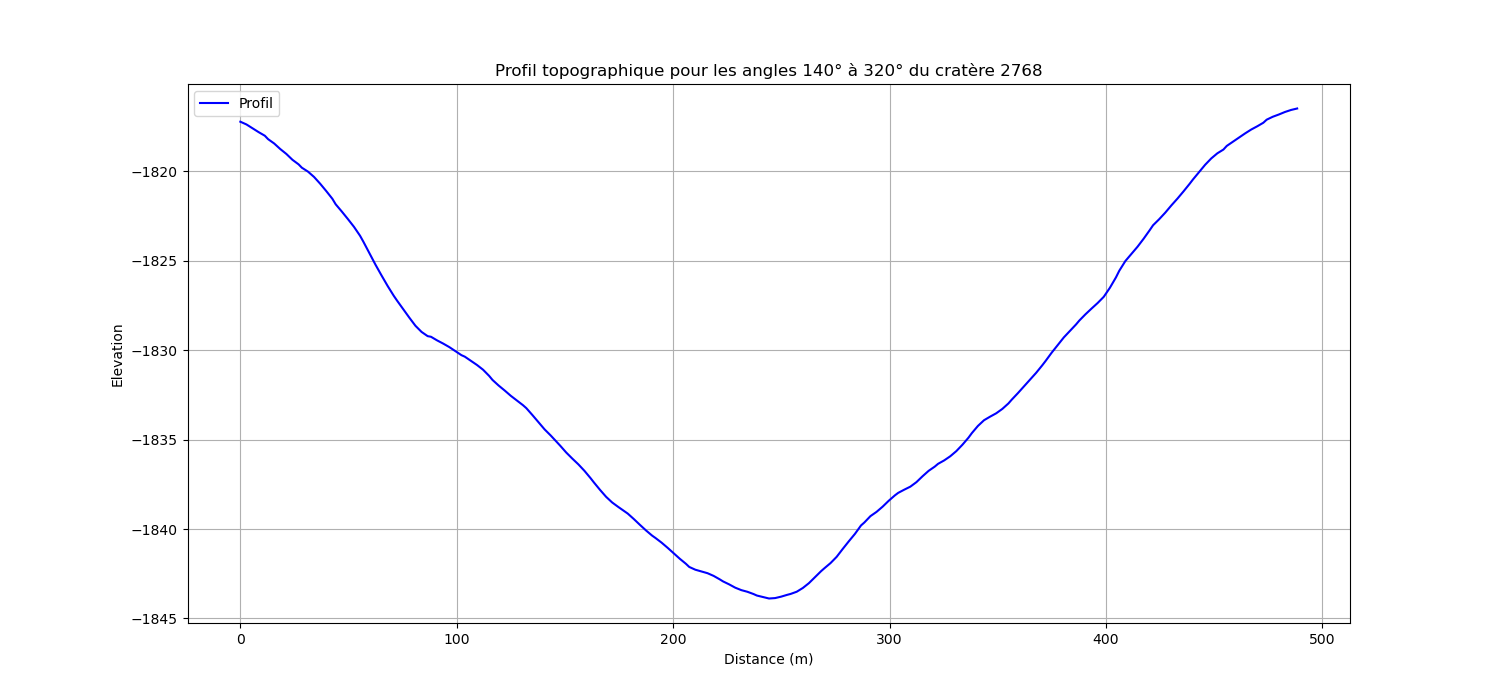 Profil topographique pour les angles 140° à 320° du cratère 2768
Profil
−1820
−1825
−1830
−1835
−1840
−1845
Elevation
0 100 200 300 400 500
Distance (m)